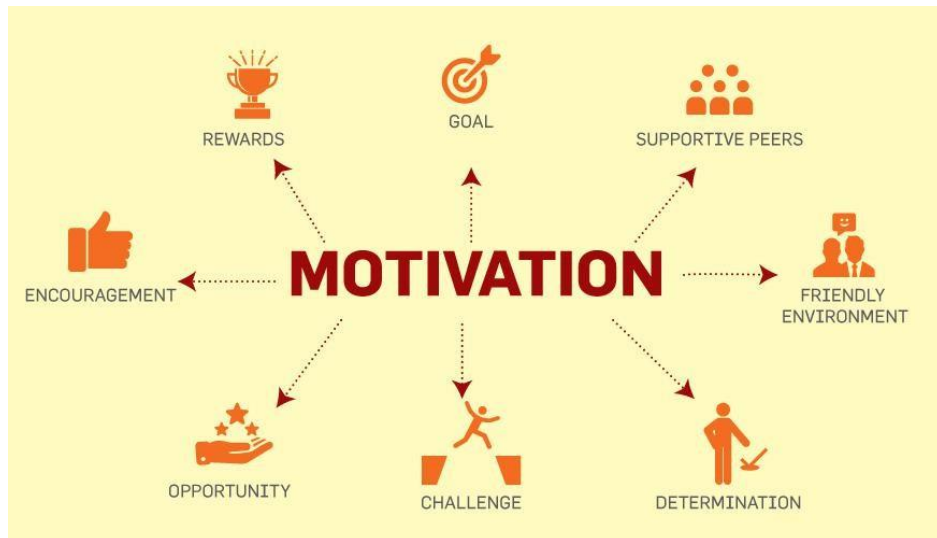 REWARDS
GOAL
SUPPORTIVE PEERS
ENCOURAGEMENT
MOTIVATION
FRIENDLY
ENVIRONMENT
OPPORTUNITY
CHALLENGE
DETERMINATION